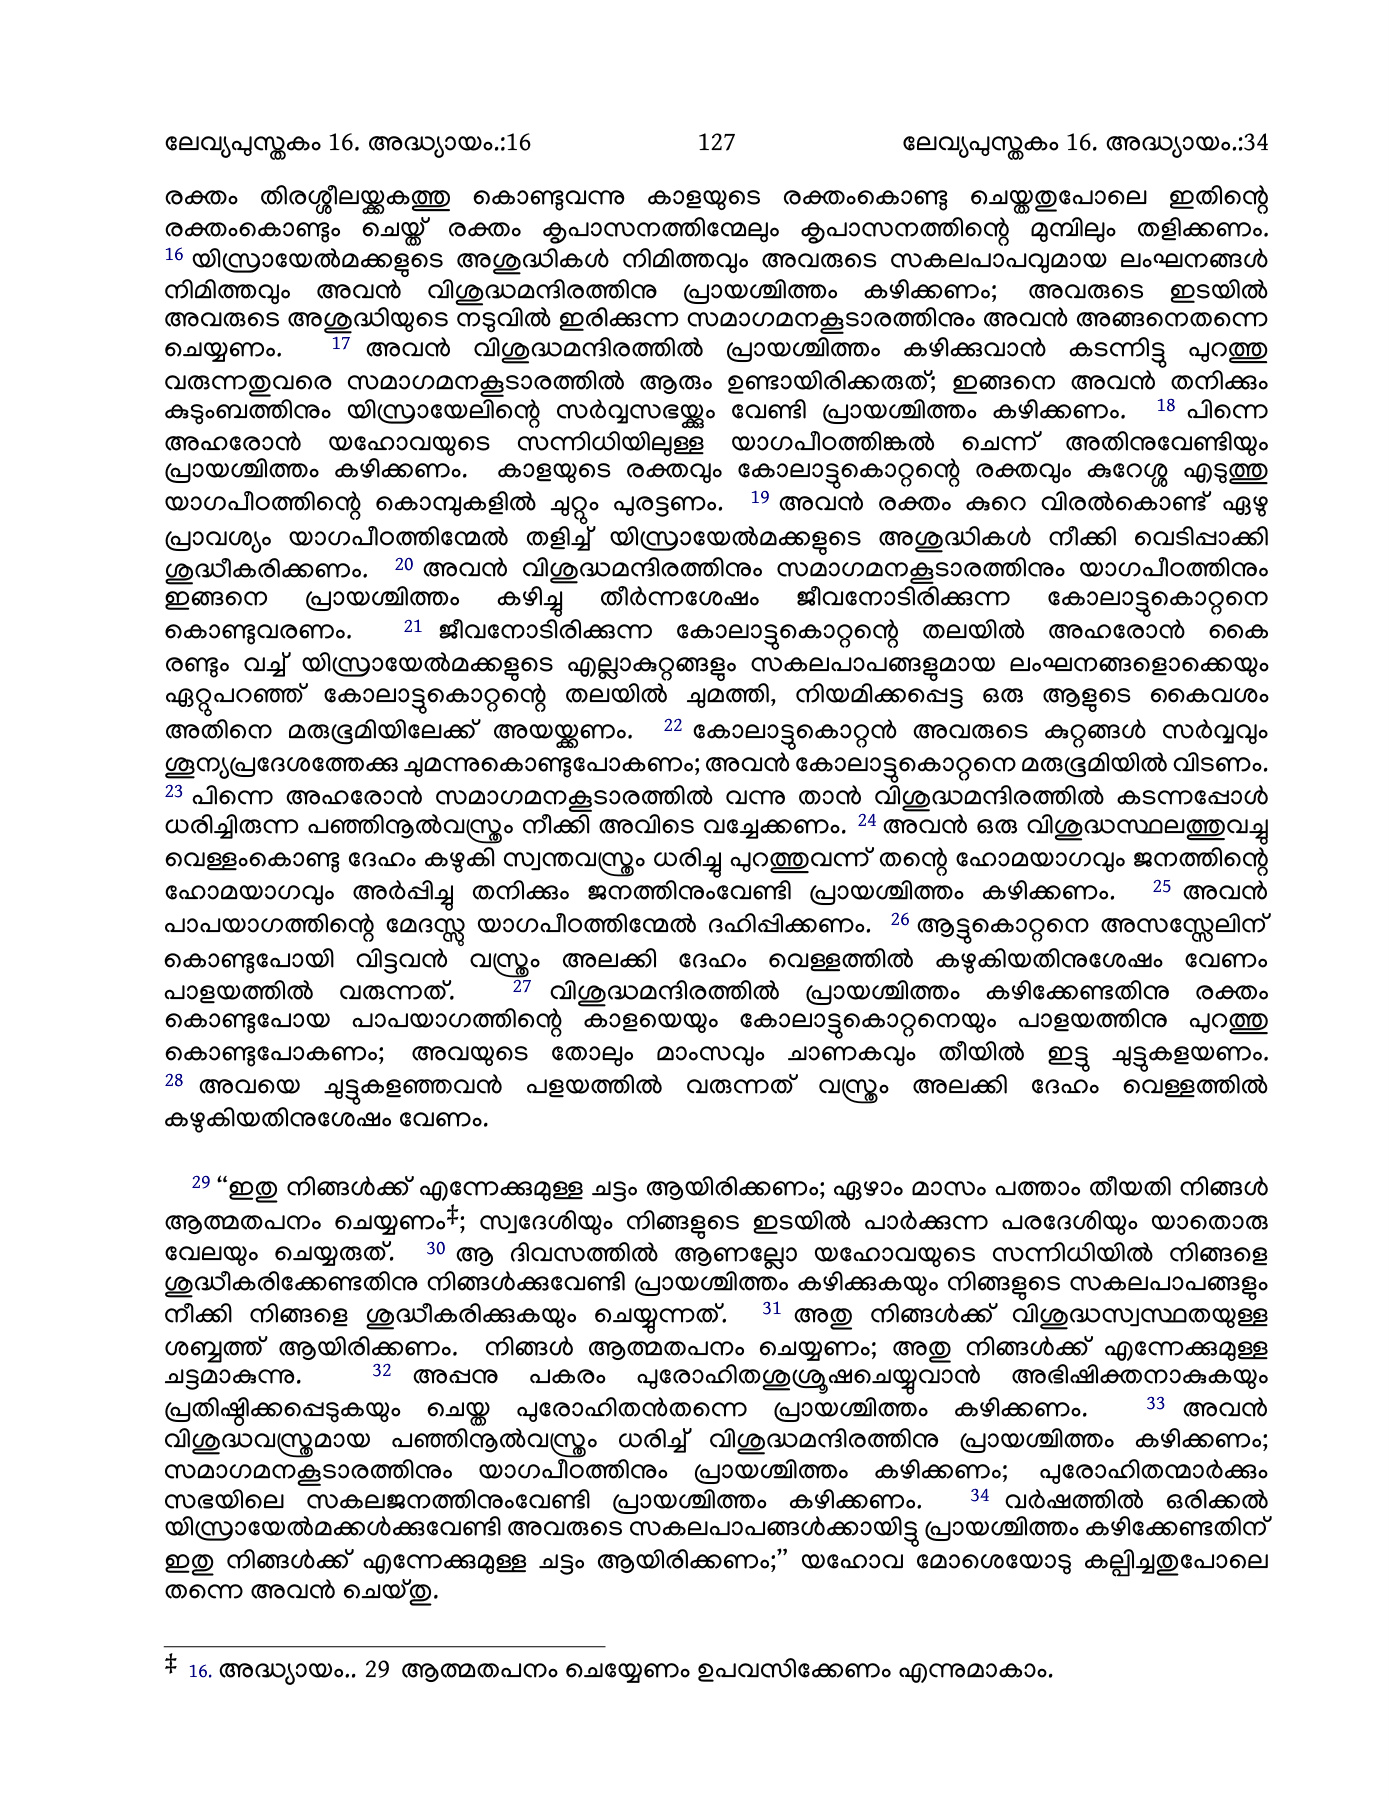 ലേവ്യപുസ്തകം 16. അദ്ധ്യായം.:16 127 ലേവ്യപുസ്തകം 16. അദ്ധ്യായം.:34
രക്തം തിരശ്ശീലയ്ക്കകത്തു കൊണ്ടുവന്നു കാളയുടെ രക്തംകൊണ്ടു ചെയ്തതുപോലെ ഇതിന്റെ
രക്തംകൊണ്ടും ചെയ്ത് രക്തം കൃപാസനത്തിന്മേലും കൃപാസനത്തിന്റെ മുമ്പിലും തളിക്കണം.
16 യിസ്രായേൽമക്കളുടെ അശുദ്ധികൾ നിമിത്തവും അവരുടെ സകലപാപവുമായ ലംഘനങ്ങൾ
നിമിത്തവും അവൻ വിശുദ്ധമന്ദിരത്തിനു പ്രായശ്ചിത്തം കഴിക്കണം; അവരുടെ ഇടയിൽ
അവരുടെ അശുദ്ധിയുടെ നടുവിൽ ഇരിക്കുന്ന സമാഗമനകൂടാരത്തിനും അവൻ അങ്ങനെതന്നെ
ചെയ്യണം. 17 അവൻ വിശുദ്ധമന്ദിരത്തിൽ പ്രായശ്ചിത്തം കഴിക്കുവാൻ കടന്നിട്ടു പുറത്തു
വരുന്നതുവരെ സമാഗമനകൂടാരത്തിൽ ആരും ഉണ്ടായിരിക്കരുത്; ഇങ്ങനെ അവൻ തനിക്കും
കുടുംബത്തിനും യിസ്രായേലിന്റെ സർവ്വസഭയ്ക്കും വേണ്ടി പ്രായശ്ചിത്തം കഴിക്കണം. 18 പിന്നെ
അഹരോൻ യഹോവയുടെ സന്നിധിയിലുള്ള യാഗപീഠത്തിങ്കൽ ചെന്ന് അതിനുവേണ്ടിയും
പ്രായശ്ചിത്തം കഴിക്കണം. കാളയുടെ രക്തവും കോലാട്ടുകൊറ്റന്റെ രക്തവും കുറേശ്ശ എടുത്തു
യാഗപീഠത്തിന്റെ കൊമ്പുകളിൽ ചുറ്റും പുരട്ടണം. 19 അവൻ രക്തം കുറെ വിരൽകൊണ്ട് ഏഴു
പ്രാവശ്യം യാഗപീഠത്തിന്മേൽ തളിച്ച് യിസ്രായേൽമക്കളുടെ അശുദ്ധികൾ നീക്കി വെടിപ്പാക്കി
ശുദ്ധീകരിക്കണം. 20 അവൻ വിശുദ്ധമന്ദിരത്തിനും സമാഗമനകൂടാരത്തിനും യാഗപീഠത്തിനും
ഇങ്ങനെ പ്രായശ്ചിത്തം കഴിച്ചു തീർന്നശേഷം ജീവനോടിരിക്കുന്ന കോലാട്ടുകൊറ്റനെ
കൊണ്ടുവരണം. 21 ജീവനോടിരിക്കുന്ന കോലാട്ടുകൊറ്റന്റെ തലയിൽ അഹരോൻ കൈ
രണ്ടും വച്ച് യിസ്രായേൽമക്കളുടെ എല്ലാകുറ്റങ്ങളും സകലപാപങ്ങളുമായ ലംഘനങ്ങളൊക്കെയും
ഏറ്റുപറഞ്ഞ് കോലാട്ടുകൊറ്റന്റെ തലയിൽ ചുമത്തി, നിയമിക്കപ്പെട്ട ഒരു ആളുടെ കൈവശം
അതിനെ മരുഭൂമിയിലേക്ക് അയയ്ക്കണം. 22 കോലാട്ടുകൊറ്റൻ അവരുടെ കുറ്റങ്ങൾ സർവ്വവും
ശൂന്യപ്രദേശത്തേക്കു ചുമന്നുകൊണ്ടുപോകണം; അവൻ കോലാട്ടുകൊറ്റനെ മരുഭൂമിയിൽ വിടണം.
23 പിന്നെ അഹരോൻ സമാഗമനകൂടാരത്തിൽ വന്നു താൻ വിശുദ്ധമന്ദിരത്തിൽ കടന്നപ്പോൾ
ധരിച്ചിരുന്ന പഞ്ഞിനൂൽവസ്ത്രം നീക്കി അവിടെ വച്ചേക്കണം. 24 അവൻ ഒരു വിശുദ്ധസ്ഥലത്തുവച്ചു
വെള്ളംകൊണ്ടു ദേഹം കഴുകി സ്വന്തവസ്ത്രം ധരിച്ചു പുറത്തുവന്ന് തന്റെ ഹോമയാഗവും ജനത്തിന്റെ
ഹോമയാഗവും അർപ്പിച്ചു തനിക്കും ജനത്തിനുംവേണ്ടി പ്രായശ്ചിത്തം കഴിക്കണം. 25 അവൻ
പാപയാഗത്തിന്റെ മേദസ്സു യാഗപീഠത്തിന്മേൽ ദഹിപ്പിക്കണം. 26 ആട്ടുകൊറ്റനെ അസസ്സേലിന്
കൊണ്ടുപോയി വിട്ടവൻ വസ്ത്രം അലക്കി ദേഹം വെള്ളത്തിൽ കഴുകിയതിനുശേഷം വേണം
പാളയത്തിൽ വരുന്നത്. 27 വിശുദ്ധമന്ദിരത്തിൽ പ്രായശ്ചിത്തം കഴിക്കേണ്ടതിനു രക്തം
കൊണ്ടുപോയ പാപയാഗത്തിന്റെ കാളയെയും കോലാട്ടുകൊറ്റനെയും പാളയത്തിനു പുറത്തു
കൊണ്ടുപോകണം; അവയുടെ തോലും മാംസവും ചാണകവും തീയിൽ ഇട്ടു ചുട്ടുകളയണം.
28 അവയെ ചുട്ടുകളഞ്ഞവൻ പളയത്തിൽ വരുന്നത് വസ്ത്രം അലക്കി ദേഹം വെള്ളത്തിൽ
കഴുകിയതിനുശേഷം വേണം.
29 “ഇതു നിങ്ങൾക്ക് എന്നേക്കുമുള്ള ചട്ടം ആയിരിക്കണം; ഏഴാം മാസം പത്താം തീയതി നിങ്ങൾ
ആത്മതപനം ചെയ്യണം‡; സ്വദേശിയും നിങ്ങളുടെ ഇടയിൽ പാർക്കുന്ന പരദേശിയും യാതൊരു
വേലയും ചെയ്യരുത്. 30 ആ ദിവസത്തിൽ ആണല്ലോ യഹോവയുടെ സന്നിധിയിൽ നിങ്ങളെ
ശുദ്ധീകരിക്കേണ്ടതിനു നിങ്ങൾക്കുവേണ്ടി പ്രായശ്ചിത്തം കഴിക്കുകയും നിങ്ങളുടെ സകലപാപങ്ങളും
നീക്കി നിങ്ങളെ ശുദ്ധീകരിക്കുകയും ചെയ്യുന്നത്. 31 അതു നിങ്ങൾക്ക് വിശുദ്ധസ്വസ്ഥതയുള്ള
ശബ്ബത്ത് ആയിരിക്കണം. നിങ്ങൾ ആത്മതപനം ചെയ്യണം; അതു നിങ്ങൾക്ക് എന്നേക്കുമുള്ള
ചട്ടമാകുന്നു. 32 അപ്പനു പകരം പുരോഹിതശുശ്രൂഷചെയ്യുവാൻ അഭിഷിക്തനാകുകയും
പ്രതിഷ്ഠിക്കപ്പെടുകയും ചെയ്ത പുരോഹിതൻതന്നെ പ്രായശ്ചിത്തം കഴിക്കണം. 33 അവൻ
വിശുദ്ധവസ്ത്രമായ പഞ്ഞിനൂൽവസ്ത്രം ധരിച്ച് വിശുദ്ധമന്ദിരത്തിനു പ്രായശ്ചിത്തം കഴിക്കണം;
സമാഗമനകൂടാരത്തിനും യാഗപീഠത്തിനും പ്രായശ്ചിത്തം കഴിക്കണം; പുരോഹിതന്മാർക്കും
സഭയിലെ സകലജനത്തിനുംവേണ്ടി പ്രായശ്ചിത്തം കഴിക്കണം. 34 വർഷത്തിൽ ഒരിക്കൽ
യിസ്രായേൽമക്കൾക്കുവേണ്ടി അവരുടെ സകലപാപങ്ങൾക്കായിട്ടു പ്രായശ്ചിത്തം കഴിക്കേണ്ടതിന്
ഇതു നിങ്ങൾക്ക് എന്നേക്കുമുള്ള ചട്ടം ആയിരിക്കണം;” യഹോവ മോശെയോടു കല്പിച്ചതുപോലെ
തന്നെ അവൻ ചെയ്തു.
‡ 16. അദ്ധ്യായം.. 29 ആത്മതപനം ചെയ്യേണം ഉപവസിക്കേണം എന്നുമാകാം.